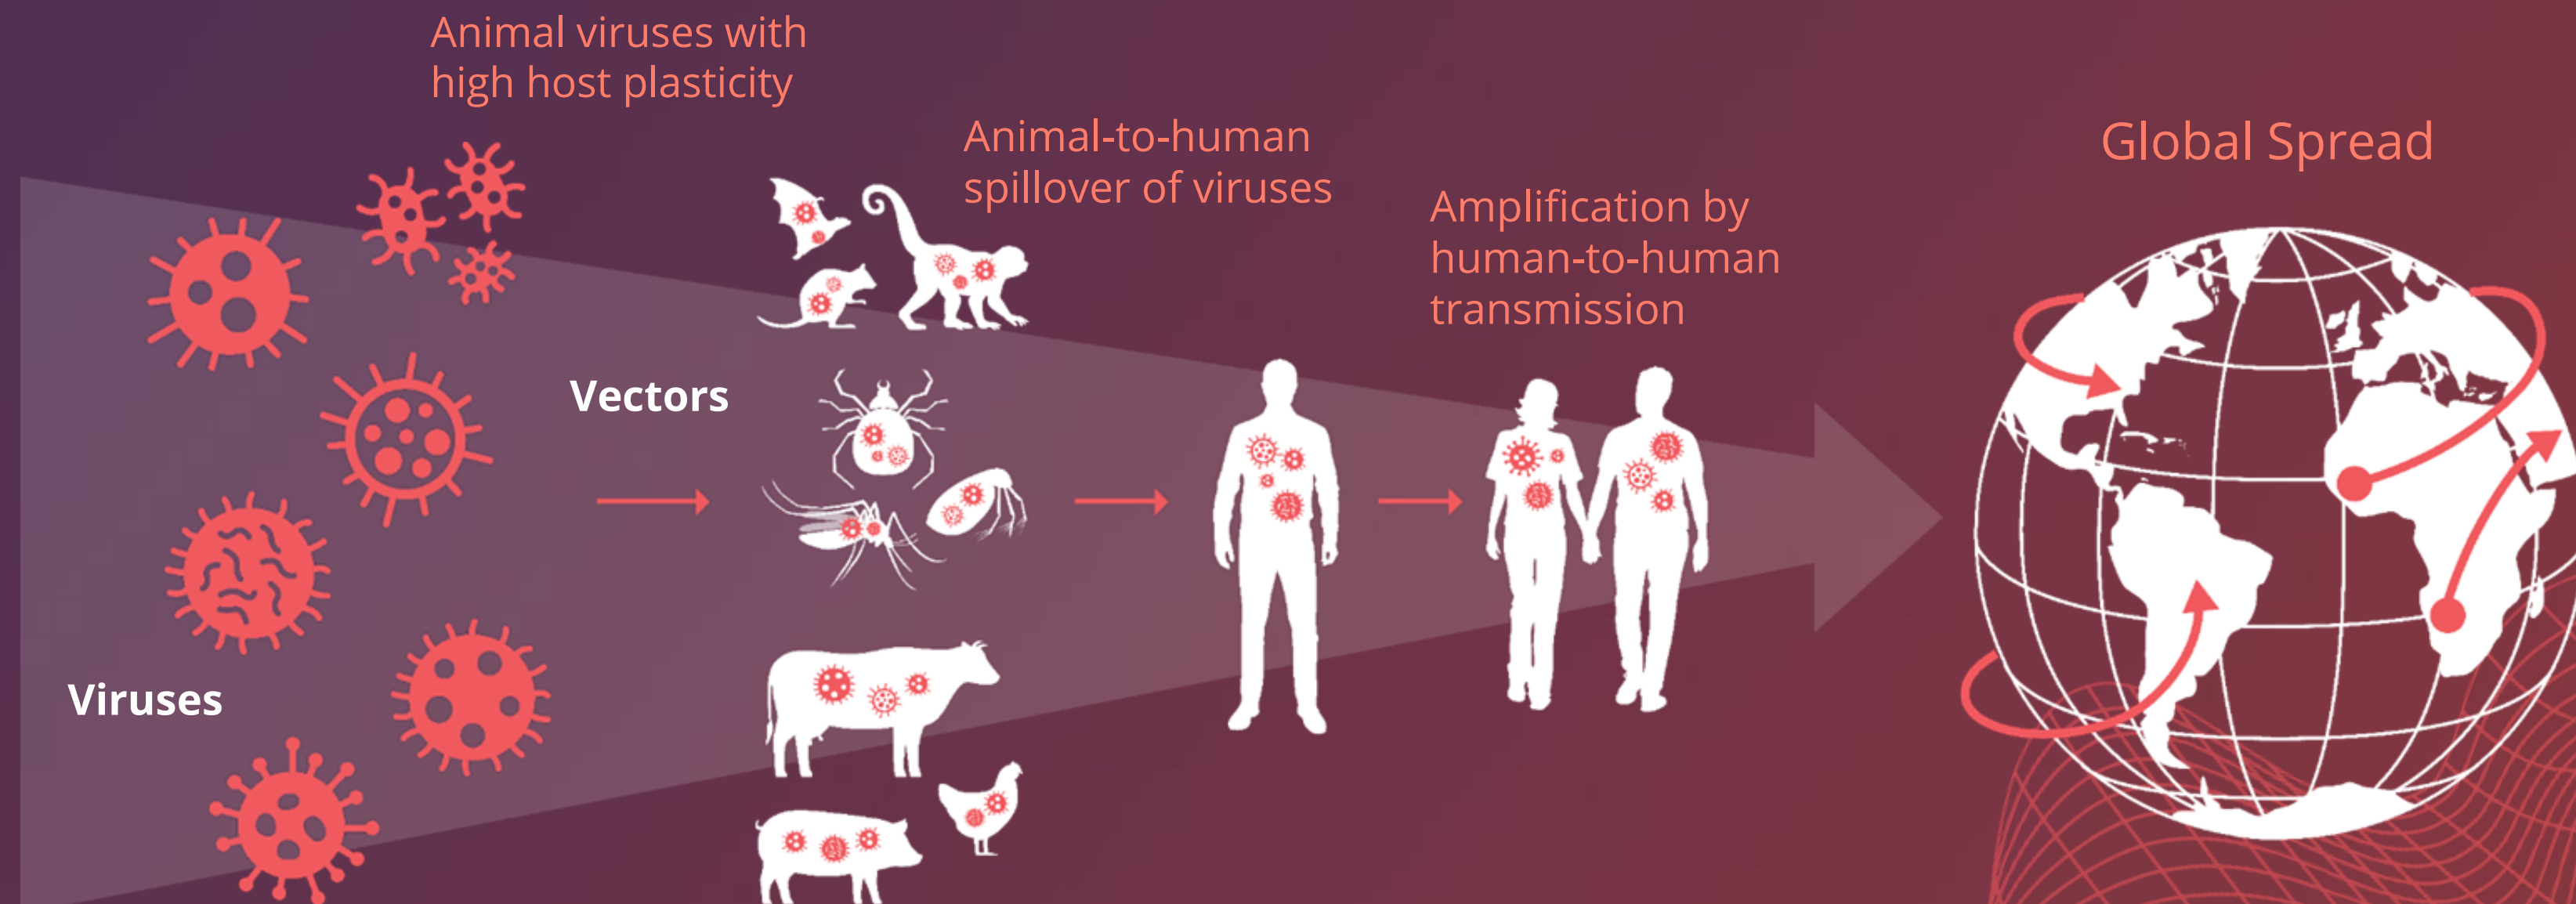 Animal viruses with
high host plasticity
Animal-to-human
spillover of viruses
Global Spread
Amplification by
human-to-human
transmission
Vectors
Viruses